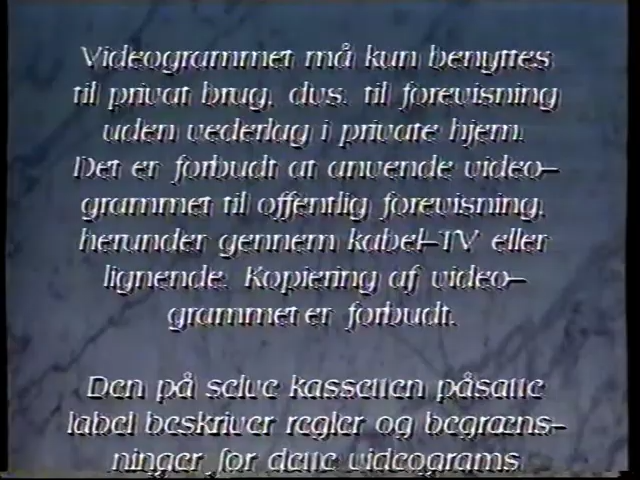 Videogrammet må kun benyttes
til privat brug, dvs. til forevisning
uden vederlag i private hjem.
Det er forbudt at anvende video-
grammet til offentlig forevisning,
herunder gennem kabel-TV eller
lignende. Kopiering af video-
grammet er forbudt.
Den på selve kassetten påsatte
label beskriver regler og begræns-
ninger for dette videograms